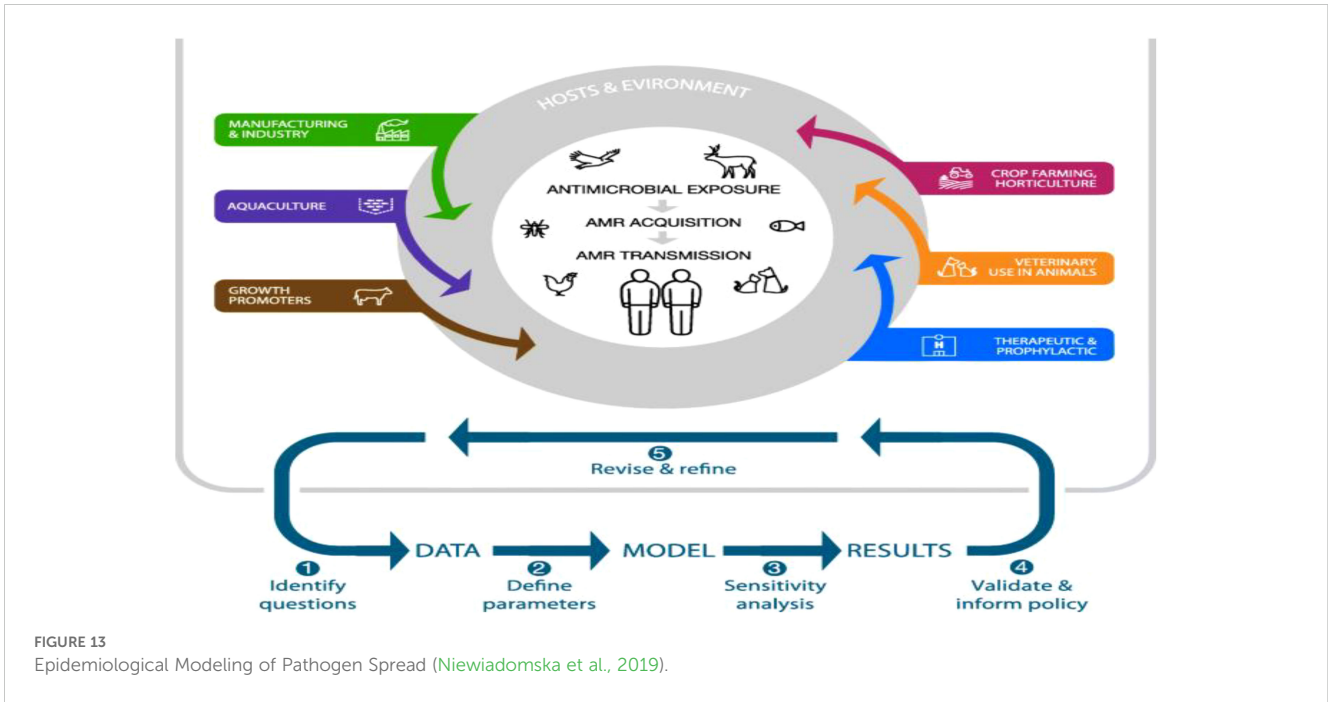 HOSTS & EVIRONMENT
MANUFACTURING
& INDUSTRY
AQUACULTURE
GROWTH
PROMOTERS
ANTIMICROBIAL EXPOSURE
AMR ACQUISITION
AMR TRANSMISSION
CROP FARMING,
HORTICULTURE
VETERINARY
USE IN ANIMALS
H
THERAPEUTIC &
PROPHYLACTIC
5
Revise & refine
DATA
MODEL
RESULTS
1
Identify
questions
2
Define
parameters
3
Sensitivity
analysis
4
Validate &
inform policy
FIGURE 13
Epidemiological Modeling of Pathogen Spread (Niewiadomska et al., 2019).